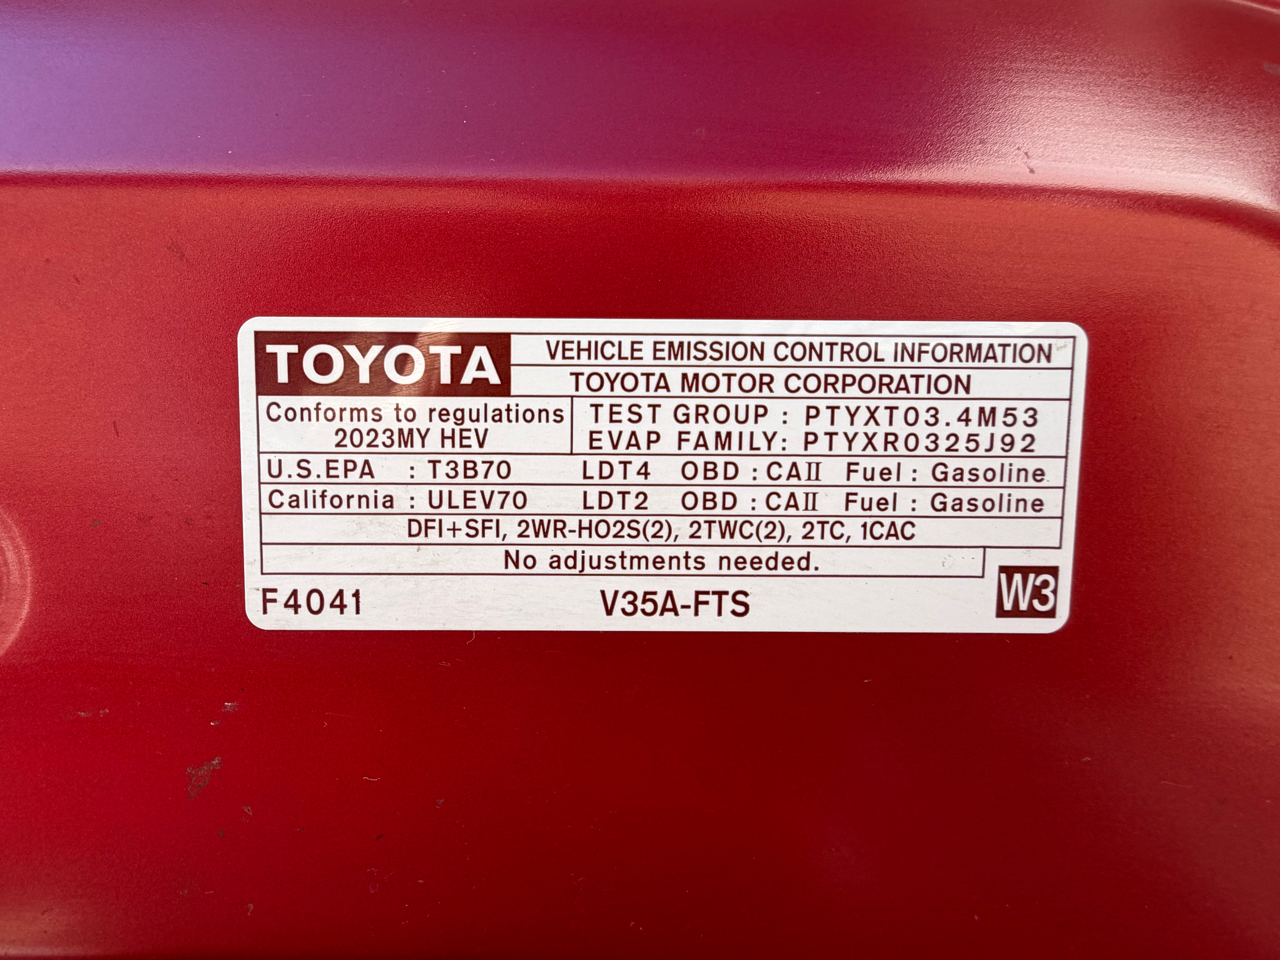 TOYOTA
VEHICLE EMISSION CONTROL INFORMATION
TOYOTA MOTOR CORPORATION
Conforms to regulations
2023MY HEV
TEST GROUP : PTYXT03.4M53
EVAP FAMILY: PTYXR0325J92
U.S.EPA : T3B70 LDT4 OBD : CAⅡ Fuel : Gasoline
California : ULEV70 LDT2 OBD : CAⅡ Fuel : Gasoline
DFI+SFI, 2WR-HO2S(2), 2TWC(2), 2TC, 1CAC
No adjustments needed.
F4041 V35A-FTS W3